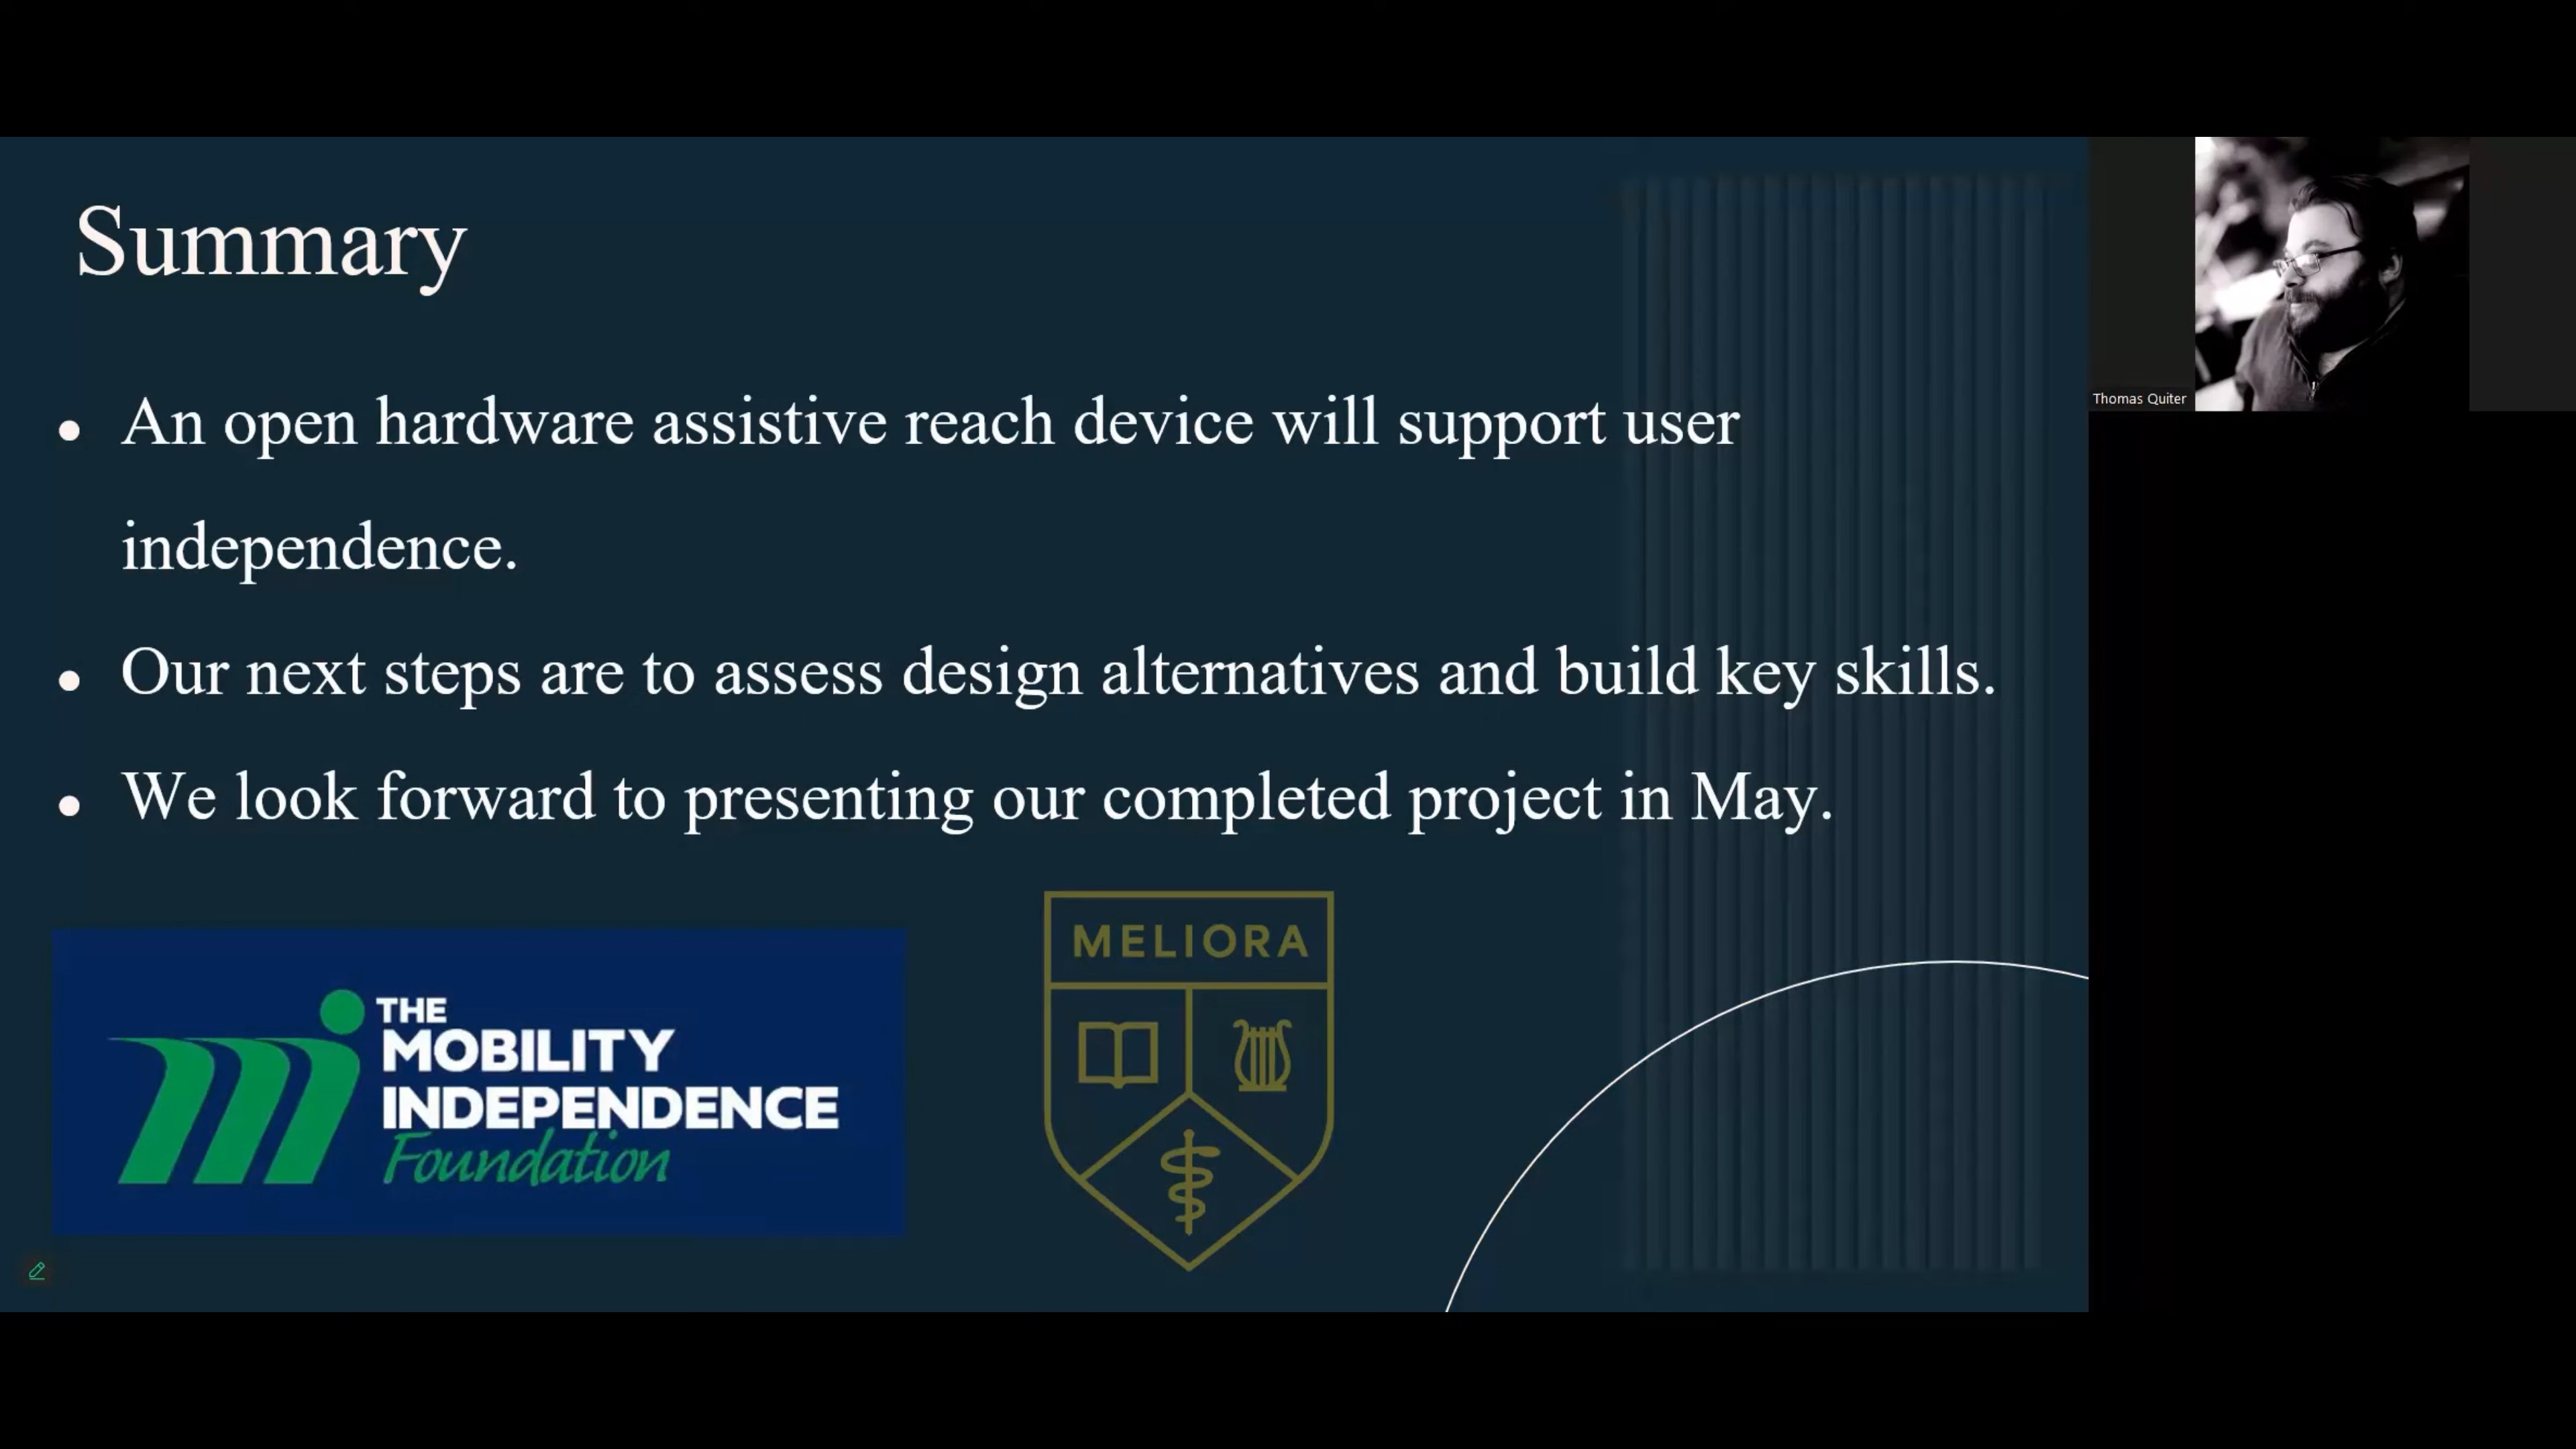 Summary
• An open hardware assistive reach device will support user
independence.
• Our next steps are to assess design alternatives and build key skills.
• We look forward to presenting our completed project in May.
THE
MOBILITY
INDEPENDENCE
Foundation
MELIORA
Thomas Quiter